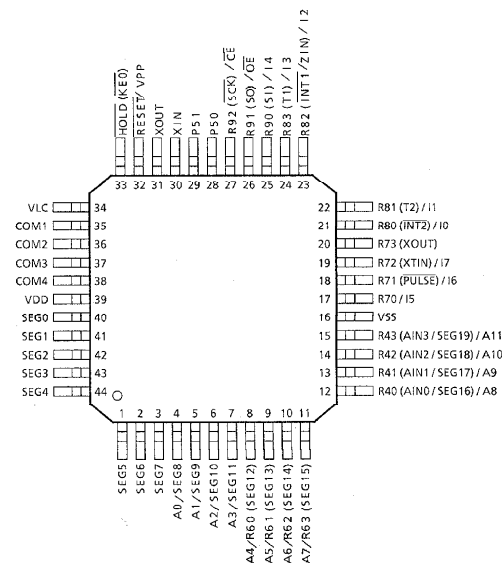 HOLD (KE0)
RESET/VPP
XOUT
XIN
P51
P50
R92 (SCK) / CE
R91 (SO) / OE
R90 (SI) / I4
R83 (T1) / I3
R82 (INT1/ZIN) / I2
33 32 31 30 29 28 27 26 25 24 23
VLC 34
COM1 35
COM2 36
COM3 37
COM4 38
VDD 39
SEG0 40
SEG1 41
SEG2 42
SEG3 43
SEG4 44
22 R81 (T2) / I1
21 R80 (INT2) / I0
20 R73 (XOUT)
19 R72 (XTIN) / I7
18 R71 (PULSE) / I6
17 R70 / I5
16 VSS
15 R43 (AIN3 / SEG19) / A11
14 R42 (AIN2 / SEG18) / A10
13 R41 (AIN1 / SEG17) / A9
12 R40 (AIN0 / SEG16) / A8
1 2 3 4 5 6 7 8 9 10 11
SEG5
SEG6
SEG7
A0/SEG8
A1/SEG9
A2/SEG10
A3/SEG11
A4/R60 (SEG12)
A5/R61 (SEG13)
A6/R62 (SEG14)
A7/R63 (SEG15)